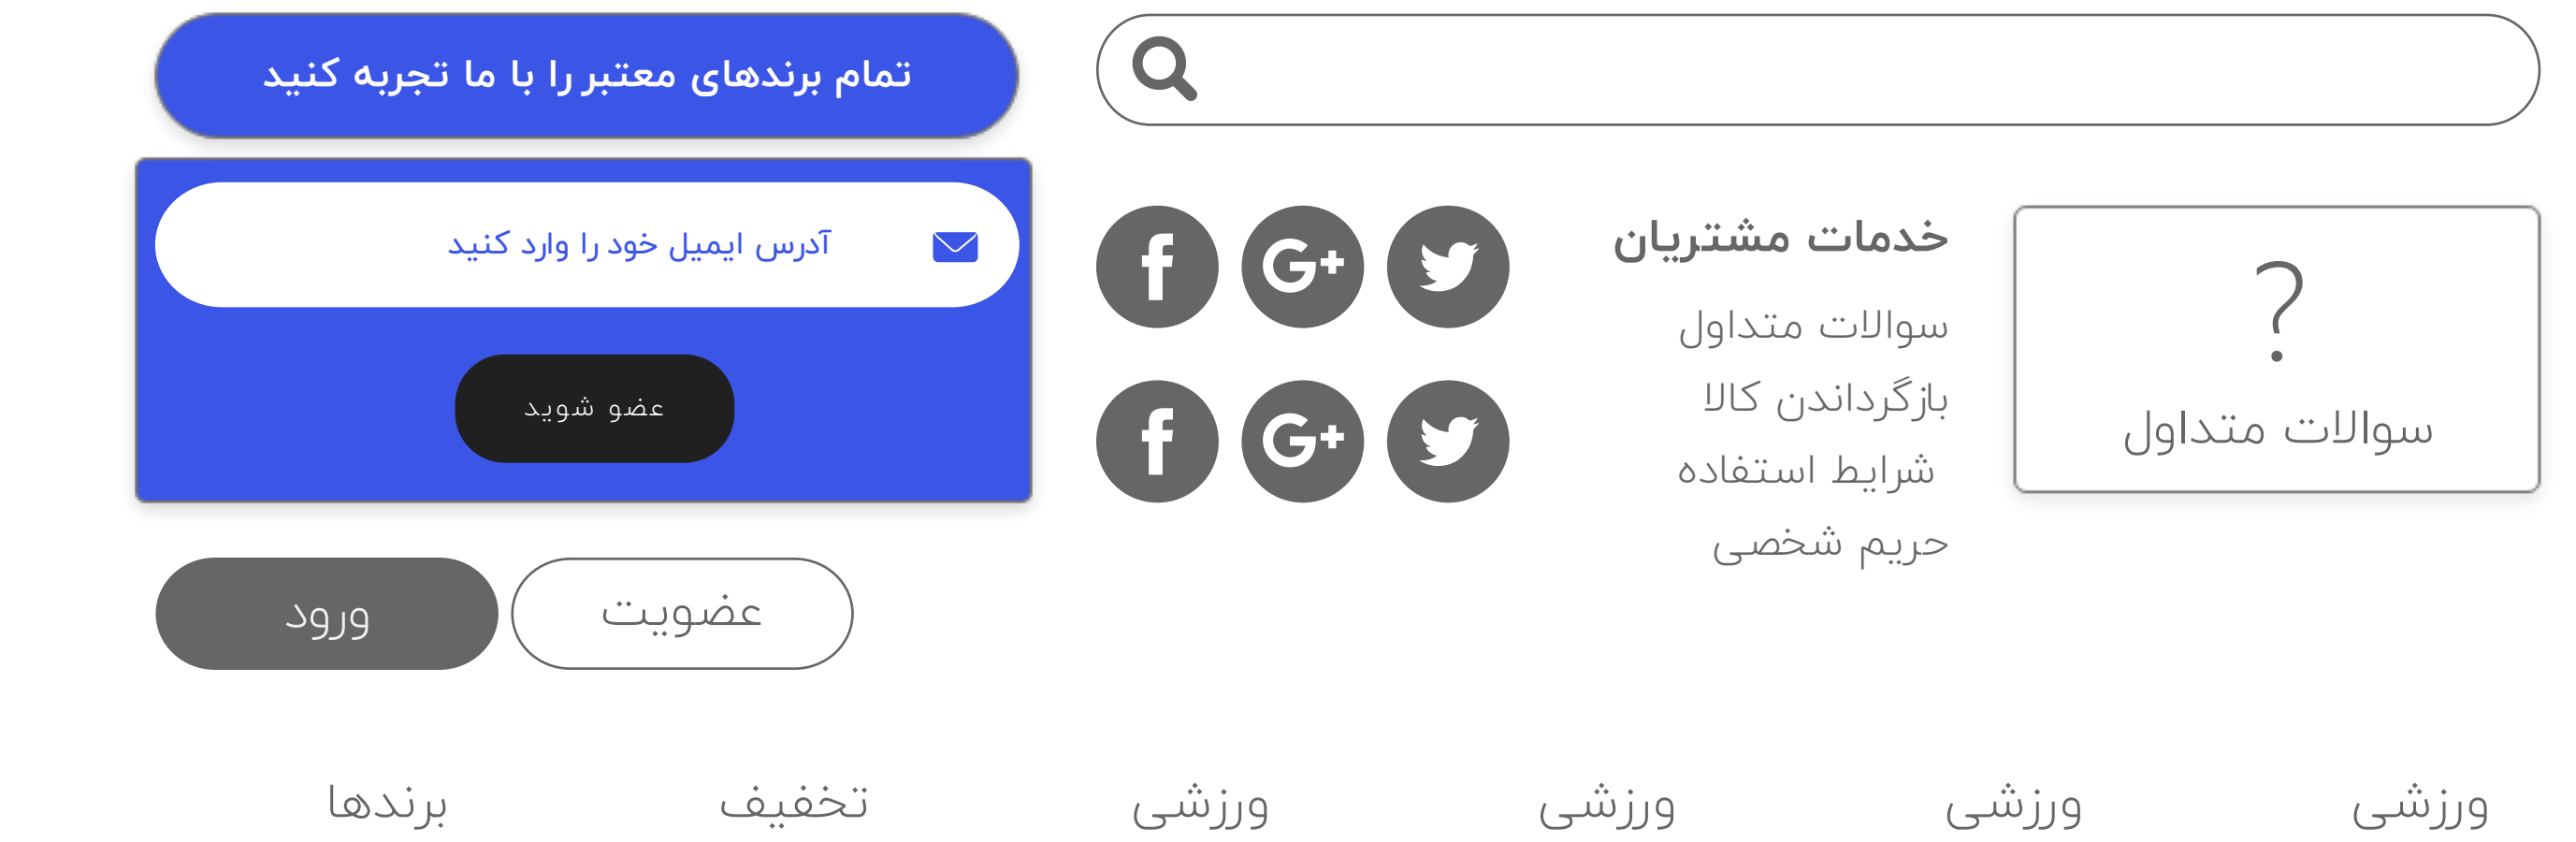 تمام برندهای معتبر را با ما تجربه کنید
آدرس ایمیل خود را وارد کنید
عضو شوید
خدمات مشتریان
سوالات متداول
بازگرداندن کالا
شرایط استفاده
حریم شخصی
?
سوالات متداول
عضویت
ورود
ورزشی
ورزشی
ورزشی
ورزشی
تخفیف
برندها